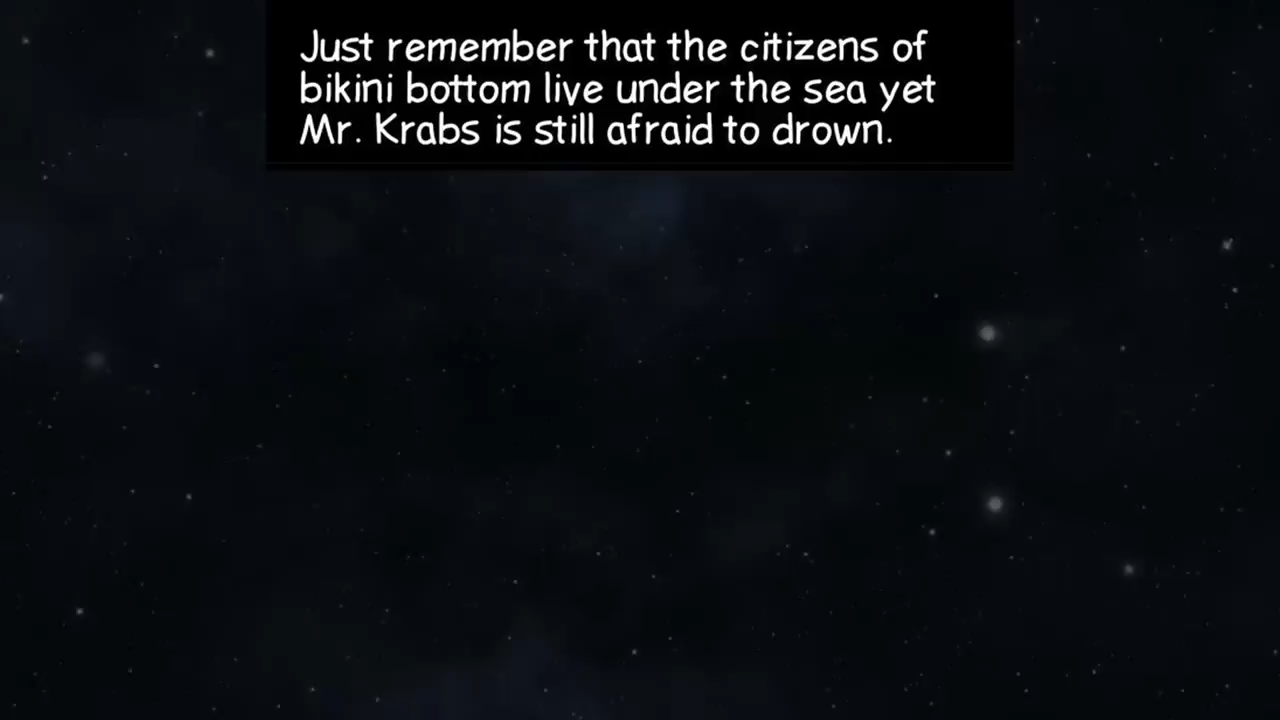 Just remember that the citizens of
bikini bottom live under the sea yet
Mr. Krabs is still afraid to drown.